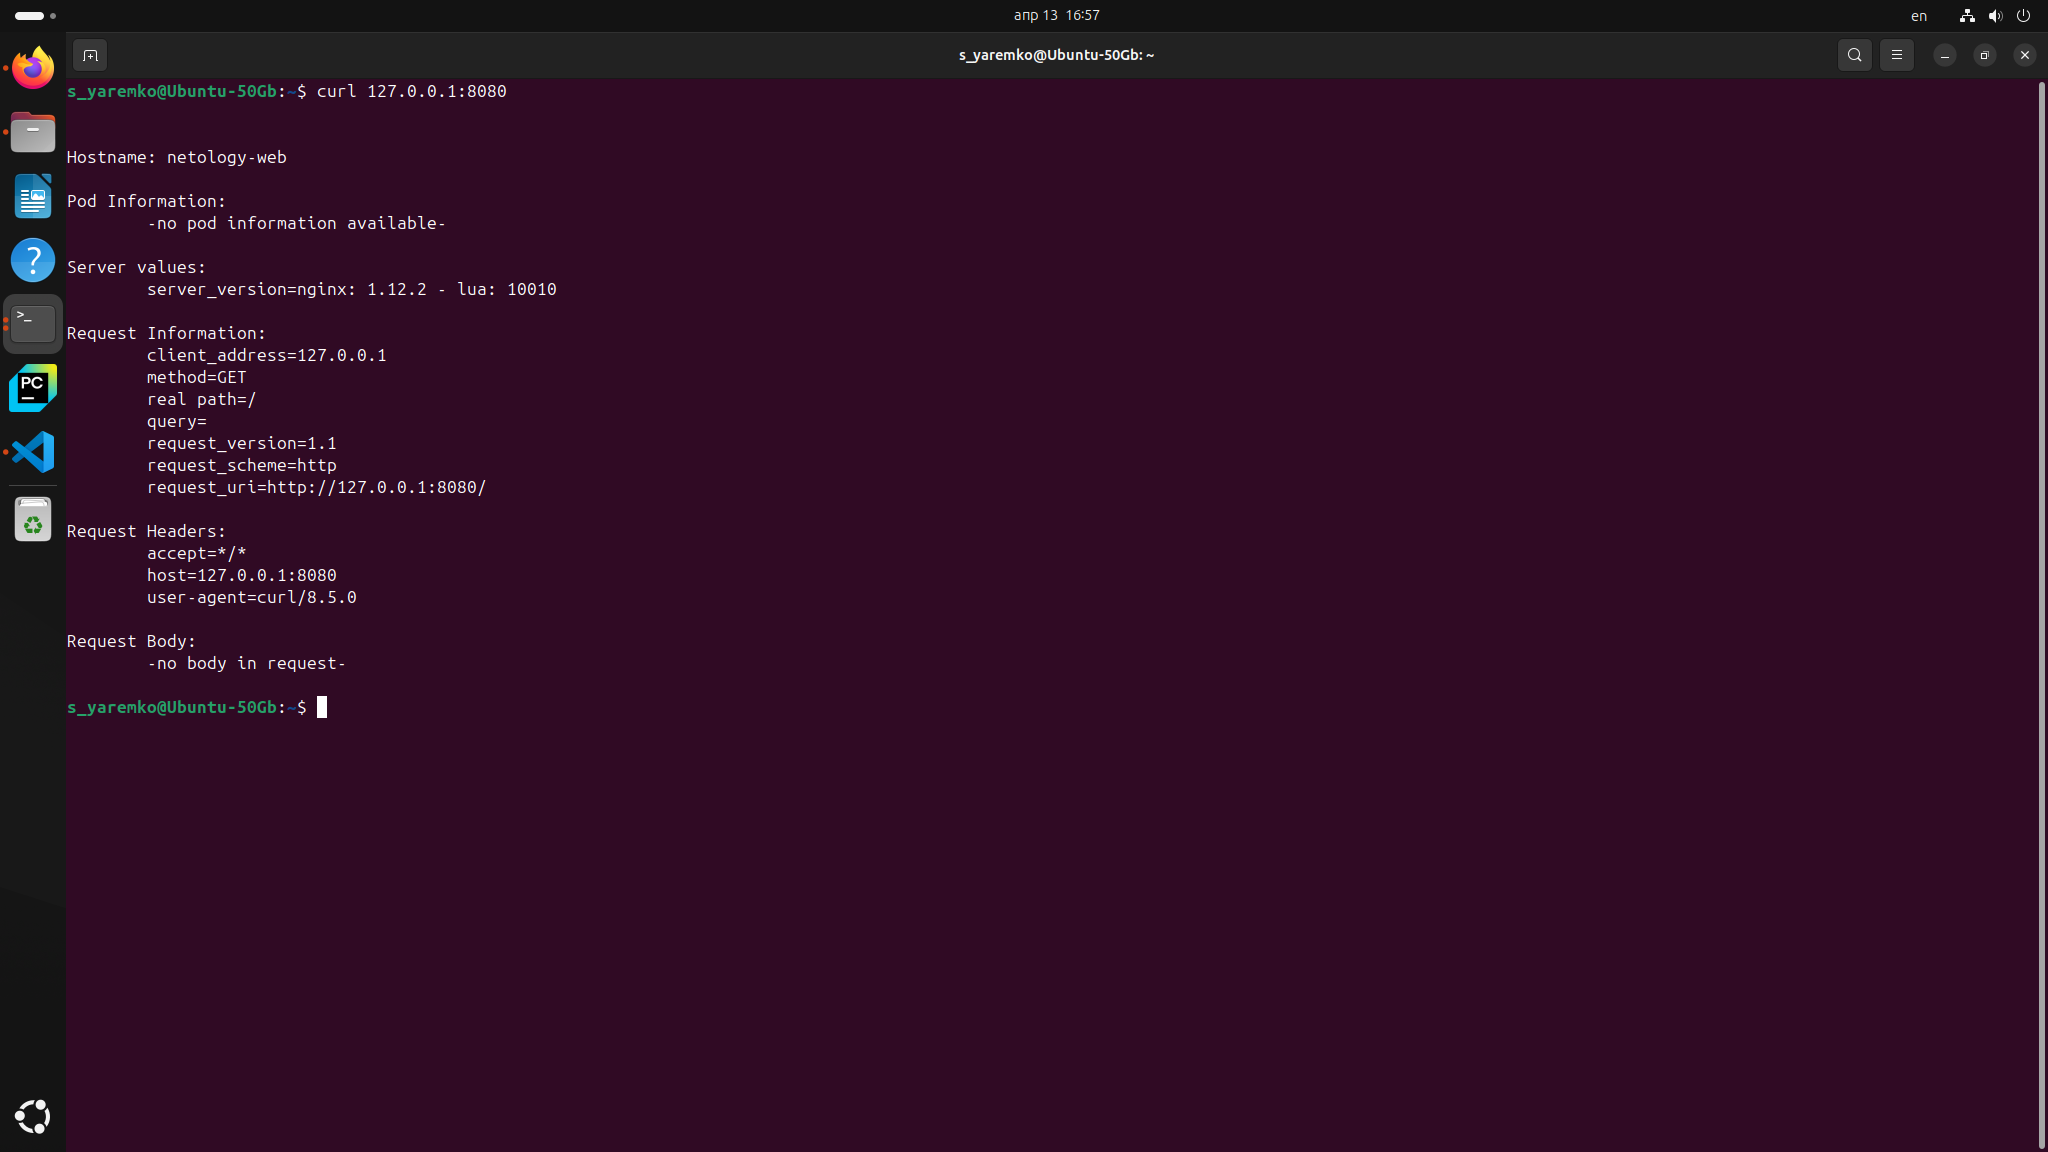 апр 13 16:57
en
s_yaremko@Ubuntu-50Gb: ~
s_yaremko@Ubuntu-50Gb:~$ curl 127.0.0.1:8080
Hostname: netology-web
Pod Information:
-no pod information available-
Server values:
server_version=nginx: 1.12.2 - lua: 10010
Request Information:
client_address=127.0.0.1
method=GET
real path=/
query=
request_version=1.1
request_scheme=http
request_uri=http://127.0.0.1:8080/
Request Headers:
accept=*/*
host=127.0.0.1:8080
user-agent=curl/8.5.0
Request Body:
-no body in request-
s_yaremko@Ubuntu-50Gb:~$
?
>_
PC